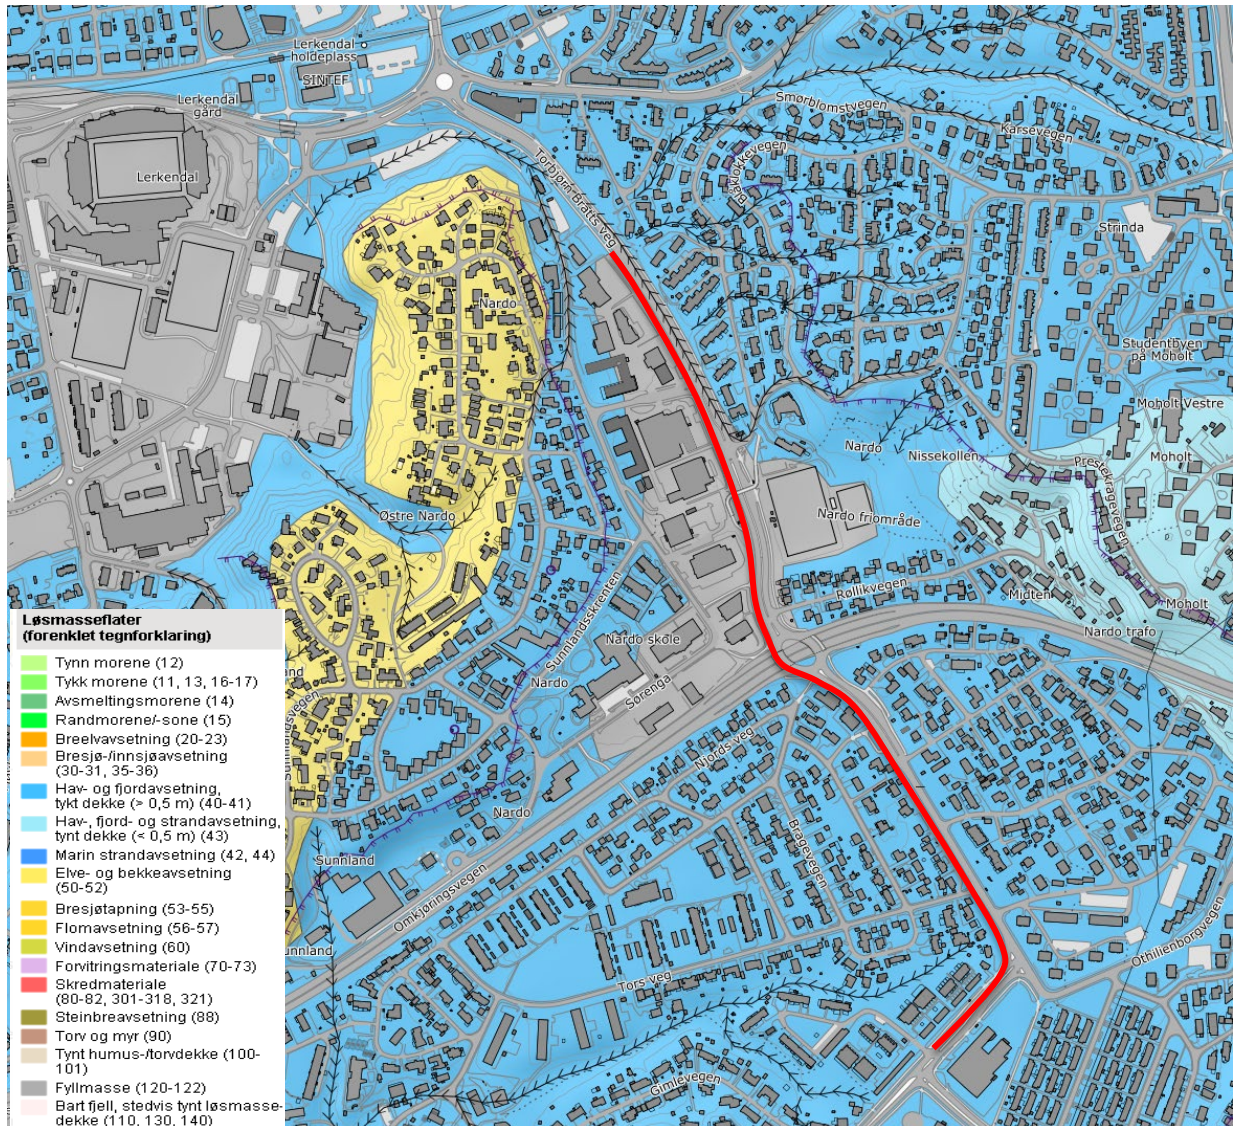 Lerkendal
holdeplass
SINTEF
Lerkendal
gård
Smørblomstvegen
Karsevegen
Torbjørn Bratts veg
Blåklokkevegen
Lerkendal
Strinda
Nardo
Studentbyen
på Moholt
Moholt Vestre
Nardo
Nissekollen
Moholt
Prestekragevegen
Østre Nardo
Nardo friområde
Røllikvegen
Midten
Moholt
Sunnlandsskrenten
Nardo skole
Nardo trafo
Nardo
Sørenga
Njords veg
Sunnlandsvegen
Nardo
Bragevegen
Sunnland
Omkjøringsvegen
Tors veg
Othilienborgvegen
Gimlevegen
Løsmasseflater
(forenklet tegnforklaring)
Tynn morene (12)
Tykk morene (11, 13, 16-17)
Avsmeltingsmorene (14)
Randmorene/-sone (15)
Breelvavsetning (20-23)
Bresjø-/innsjøavsetning
(30-31, 35-36)
Hav- og fjordavsetning,
tykt dekke (> 0,5 m) (40-41)
Hav-, fjord- og strandavsetning,
tynt dekke (< 0,5 m) (43)
Marin strandavsetning (42, 44)
Elve- og bekkeavsetning
(50-52)
Bresjøtapning (53-55)
Flomavsetning (56-57)
Vindavsetning (60)
Forvitringsmateriale (70-73)
Skredmateriale
(80-82, 301-318, 321)
Steinbreavsetning (88)
Torv og myr (90)
Tynt humus-/torvdekke (100-
101)
Fyllmasse (120-122)
Bart fjell, stedvis tynt løsmasse-
dekke (110, 130, 140)